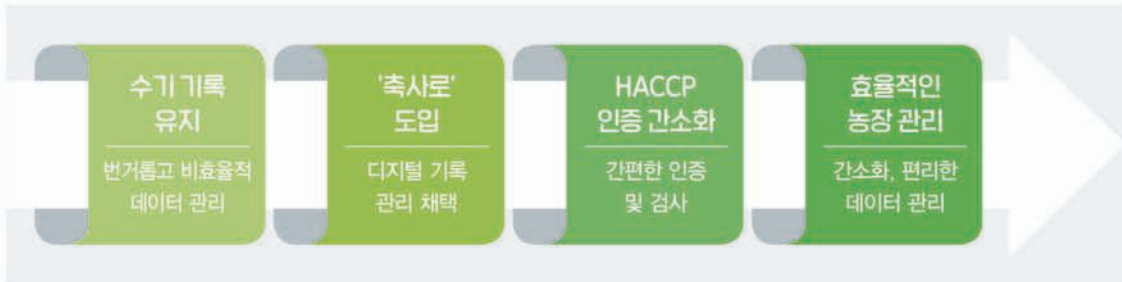 수기 기록
유지
번거롭고 비효율적
데이터 관리
'축사로'
도입
디지털 기록
관리 채택
HACCP
인증 간소화
간편한 인증
및 검사
효율적인
농장 관리
간소화, 편리한
데이터 관리